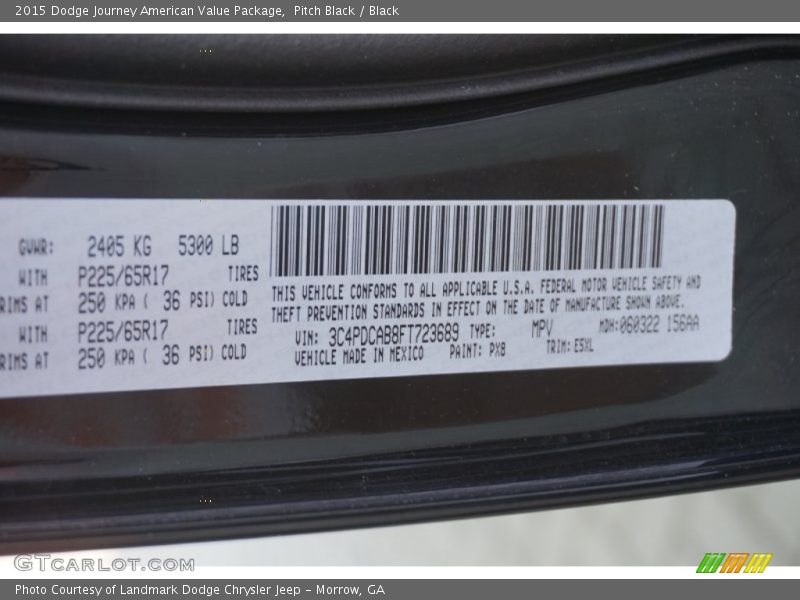 2015 Dodge Journey American Value Package,  Pitch Black / Black
GVWR: 2405 KG 5300 LB
WITH P225/65R17 TIRES
RIMS AT 250 KPA ( 36 PSI) COLD
WITH P225/65R17 TIRES
RIMS AT 250 KPA ( 36 PSI) COLD
THIS VEHICLE CONFORMS TO ALL APPLICABLE U.S.A. FEDERAL MOTOR VEHICLE SAFETY AND
THEFT PREVENTION STANDARDS IN EFFECT ON THE DATE OF MANUFACTURE SHOWN ABOVE.
VIN: 3C4PDCAB8FT723689 TYPE: MPV MDH:060322 156AA
VEHICLE MADE IN MEXICO PAINT: PX8 TRIM: E5XL
GTCARLOT.COM
Photo Courtesy of Landmark Dodge Chrysler Jeep – Morrow, GA